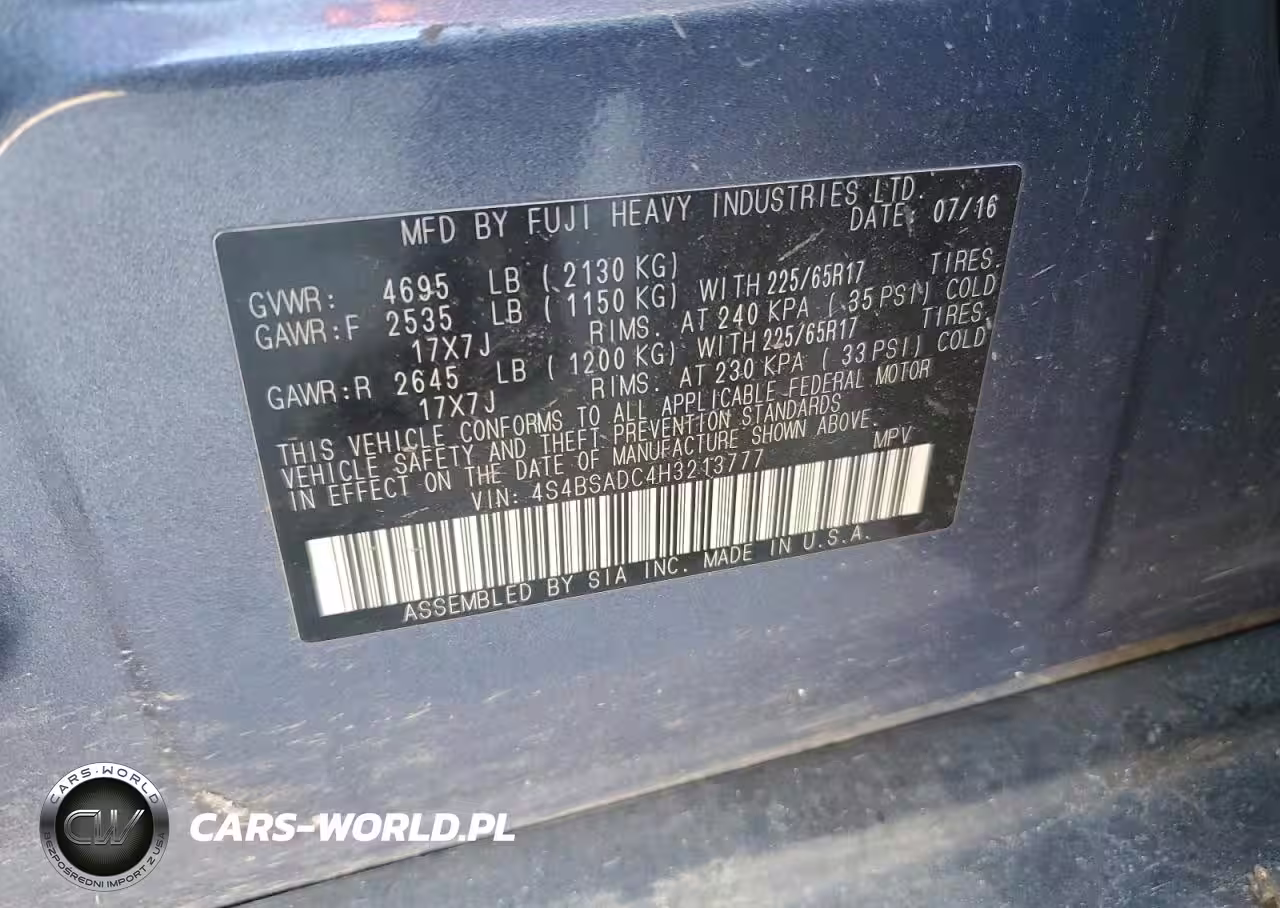 MFD BY FUJI HEAVY INDUSTRIES LTD.
DATE: 07/16
GVWR: 4695 LB ( 2130 KG)
GAWR:F 2535 LB ( 1150 KG) WITH 225/65R17 TIRES.
17X7J RIMS. AT 240 KPA ( 35 PSI) COLD
GAWR:R 2645 LB ( 1200 KG) WITH 225/65R17 TIRES.
17X7J RIMS. AT 230 KPA ( 33 PSI) COLD
THIS VEHICLE CONFORMS TO ALL APPLICABLE FEDERAL MOTOR
VEHICLE SAFETY AND THEFT PREVENTION STANDARDS
IN EFFECT ON THE DATE OF MANUFACTURE SHOWN ABOVE.
VIN: 4S4BSADC4H3213777 MPV
ASSEMBLED BY SIA INC. MADE IN U.S.A.
CARS-WORLD
CW
BEZPOŚREDNI IMPORT Z USA
CARS-WORLD.PL